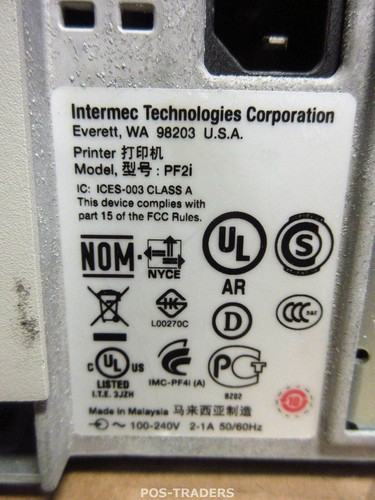 Intermec Technologies Corporation
Everett, WA 98203 U.S.A.
Printer 打印机
Model, 型号: PF2i
IC: ICES-003 CLASS A
This device complies with
part 15 of the FCC Rules.
NOM
NYCE
UL
AR
S
L00270C
D
CCC
S&E
C UL US
LISTED
I.T.E. 3JZH
IMC-PF4i (A)
PCT
BZ02
Made in Malaysia 马来西亚制造
100-240V 2-1A 50/60Hz
POS-TRADERS